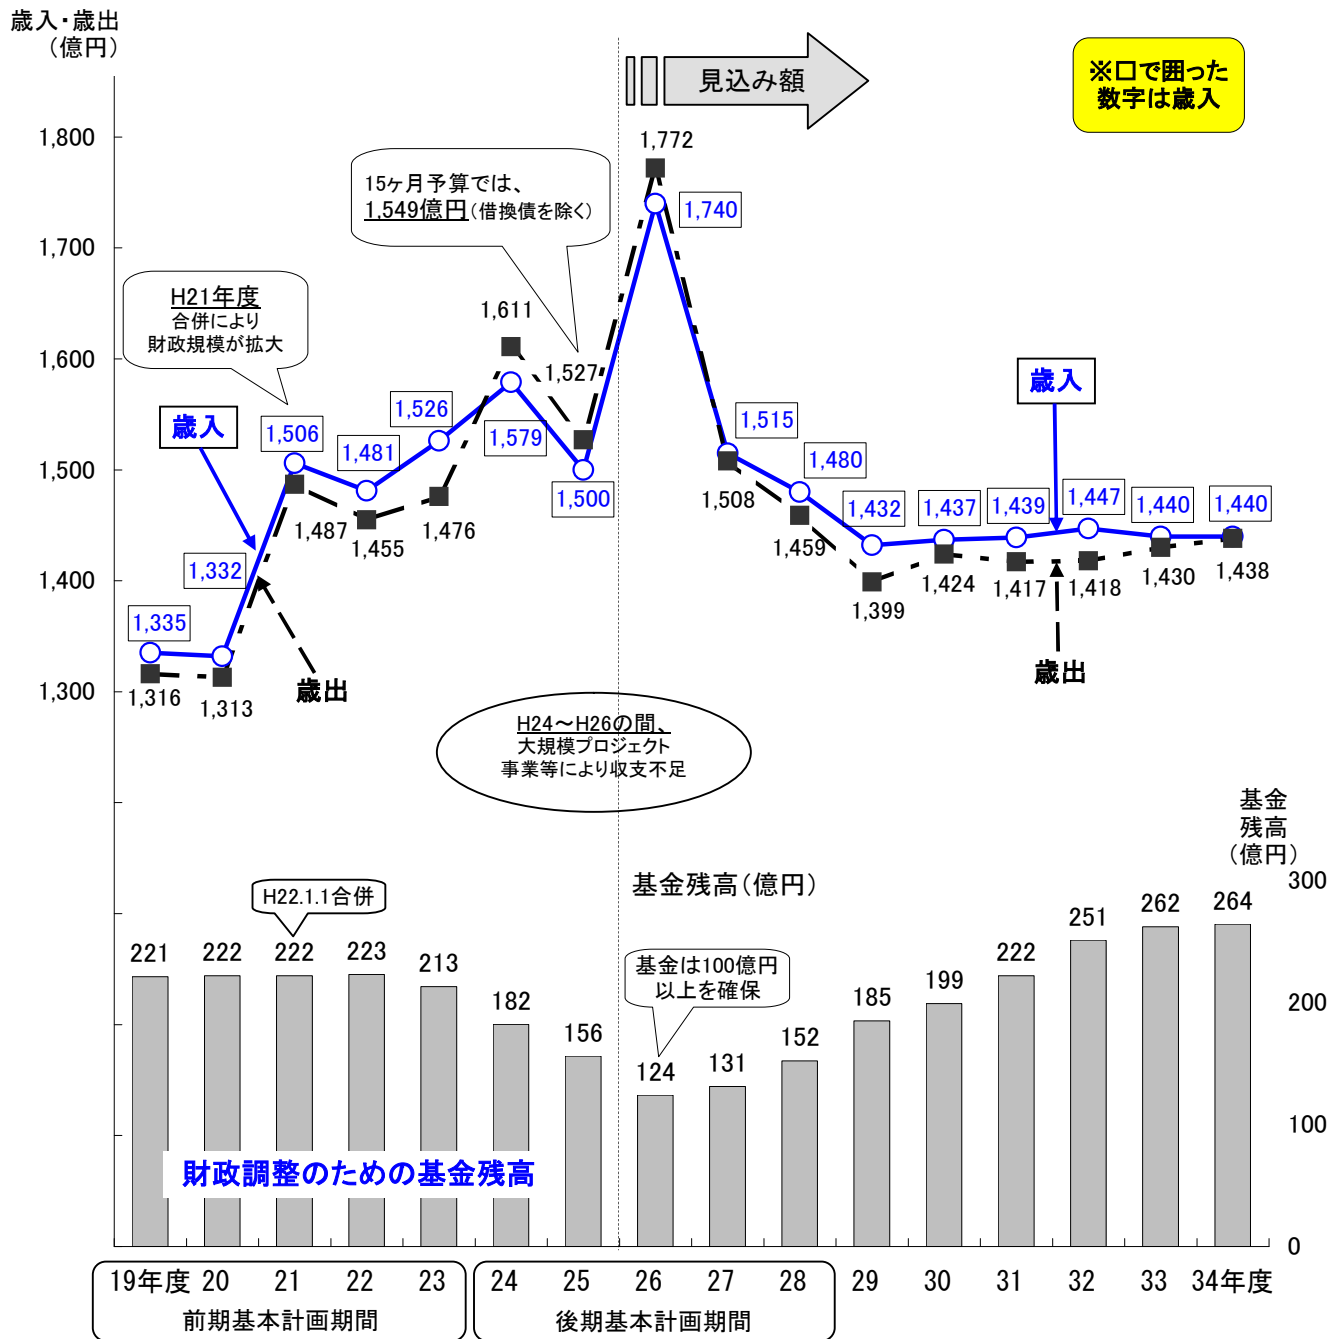 歳入・歳出
(億円)
見込み額
※口で囲った
数字は歳入
1,800
1,700
1,600
1,500
1,400
1,300
15ヶ月予算では、
1,549億円(借換債を除く)
H21年度
合併により
財政規模が拡大
歳入
歳出
歳入
歳出
1,335
1,332
1,506
1,481
1,526
1,579
1,500
1,740
1,515
1,480
1,432
1,437
1,439
1,447
1,440
1,440
1,316
1,313
1,487
1,455
1,476
1,611
1,527
1,772
1,508
1,459
1,399
1,424
1,417
1,418
1,430
1,438
H24～H26の間、
大規模プロジェクト
事業等により収支不足
基金
残高
(億円)
300
200
100
0
基金残高(億円)
H22.1.1合併
基金は100億円
以上を確保
221
222
222
223
213
182
156
124
131
152
185
199
222
251
262
264
財政調整のための基金残高
19年度 20 21 22 23 24 25 26 27 28 29 30 31 32 33 34年度
前期基本計画期間
後期基本計画期間